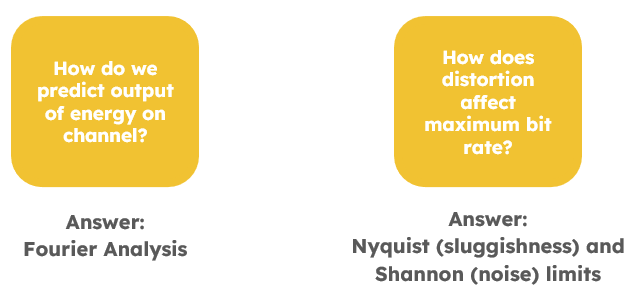 How do we
predict output
of energy on
channel?
Answer:
Fourier Analysis
How does
distortion
affect
maximum bit
rate?
Answer:
Nyquist (sluggishness) and
Shannon (noise) limits